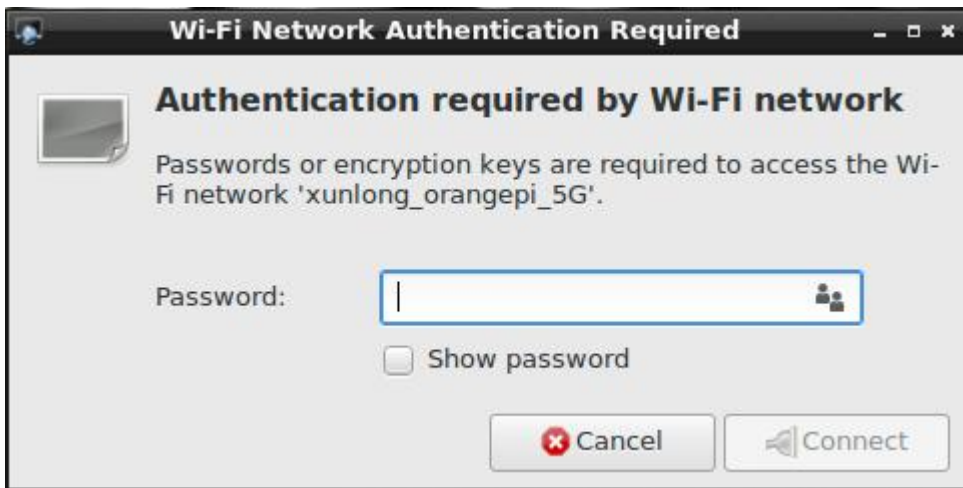 Wi-Fi Network Authentication Required
Authentication required by Wi-Fi network
Passwords or encryption keys are required to access the Wi-
Fi network 'xunlong_orangepi_5G'.
Password:
Show password
Cancel
Connect